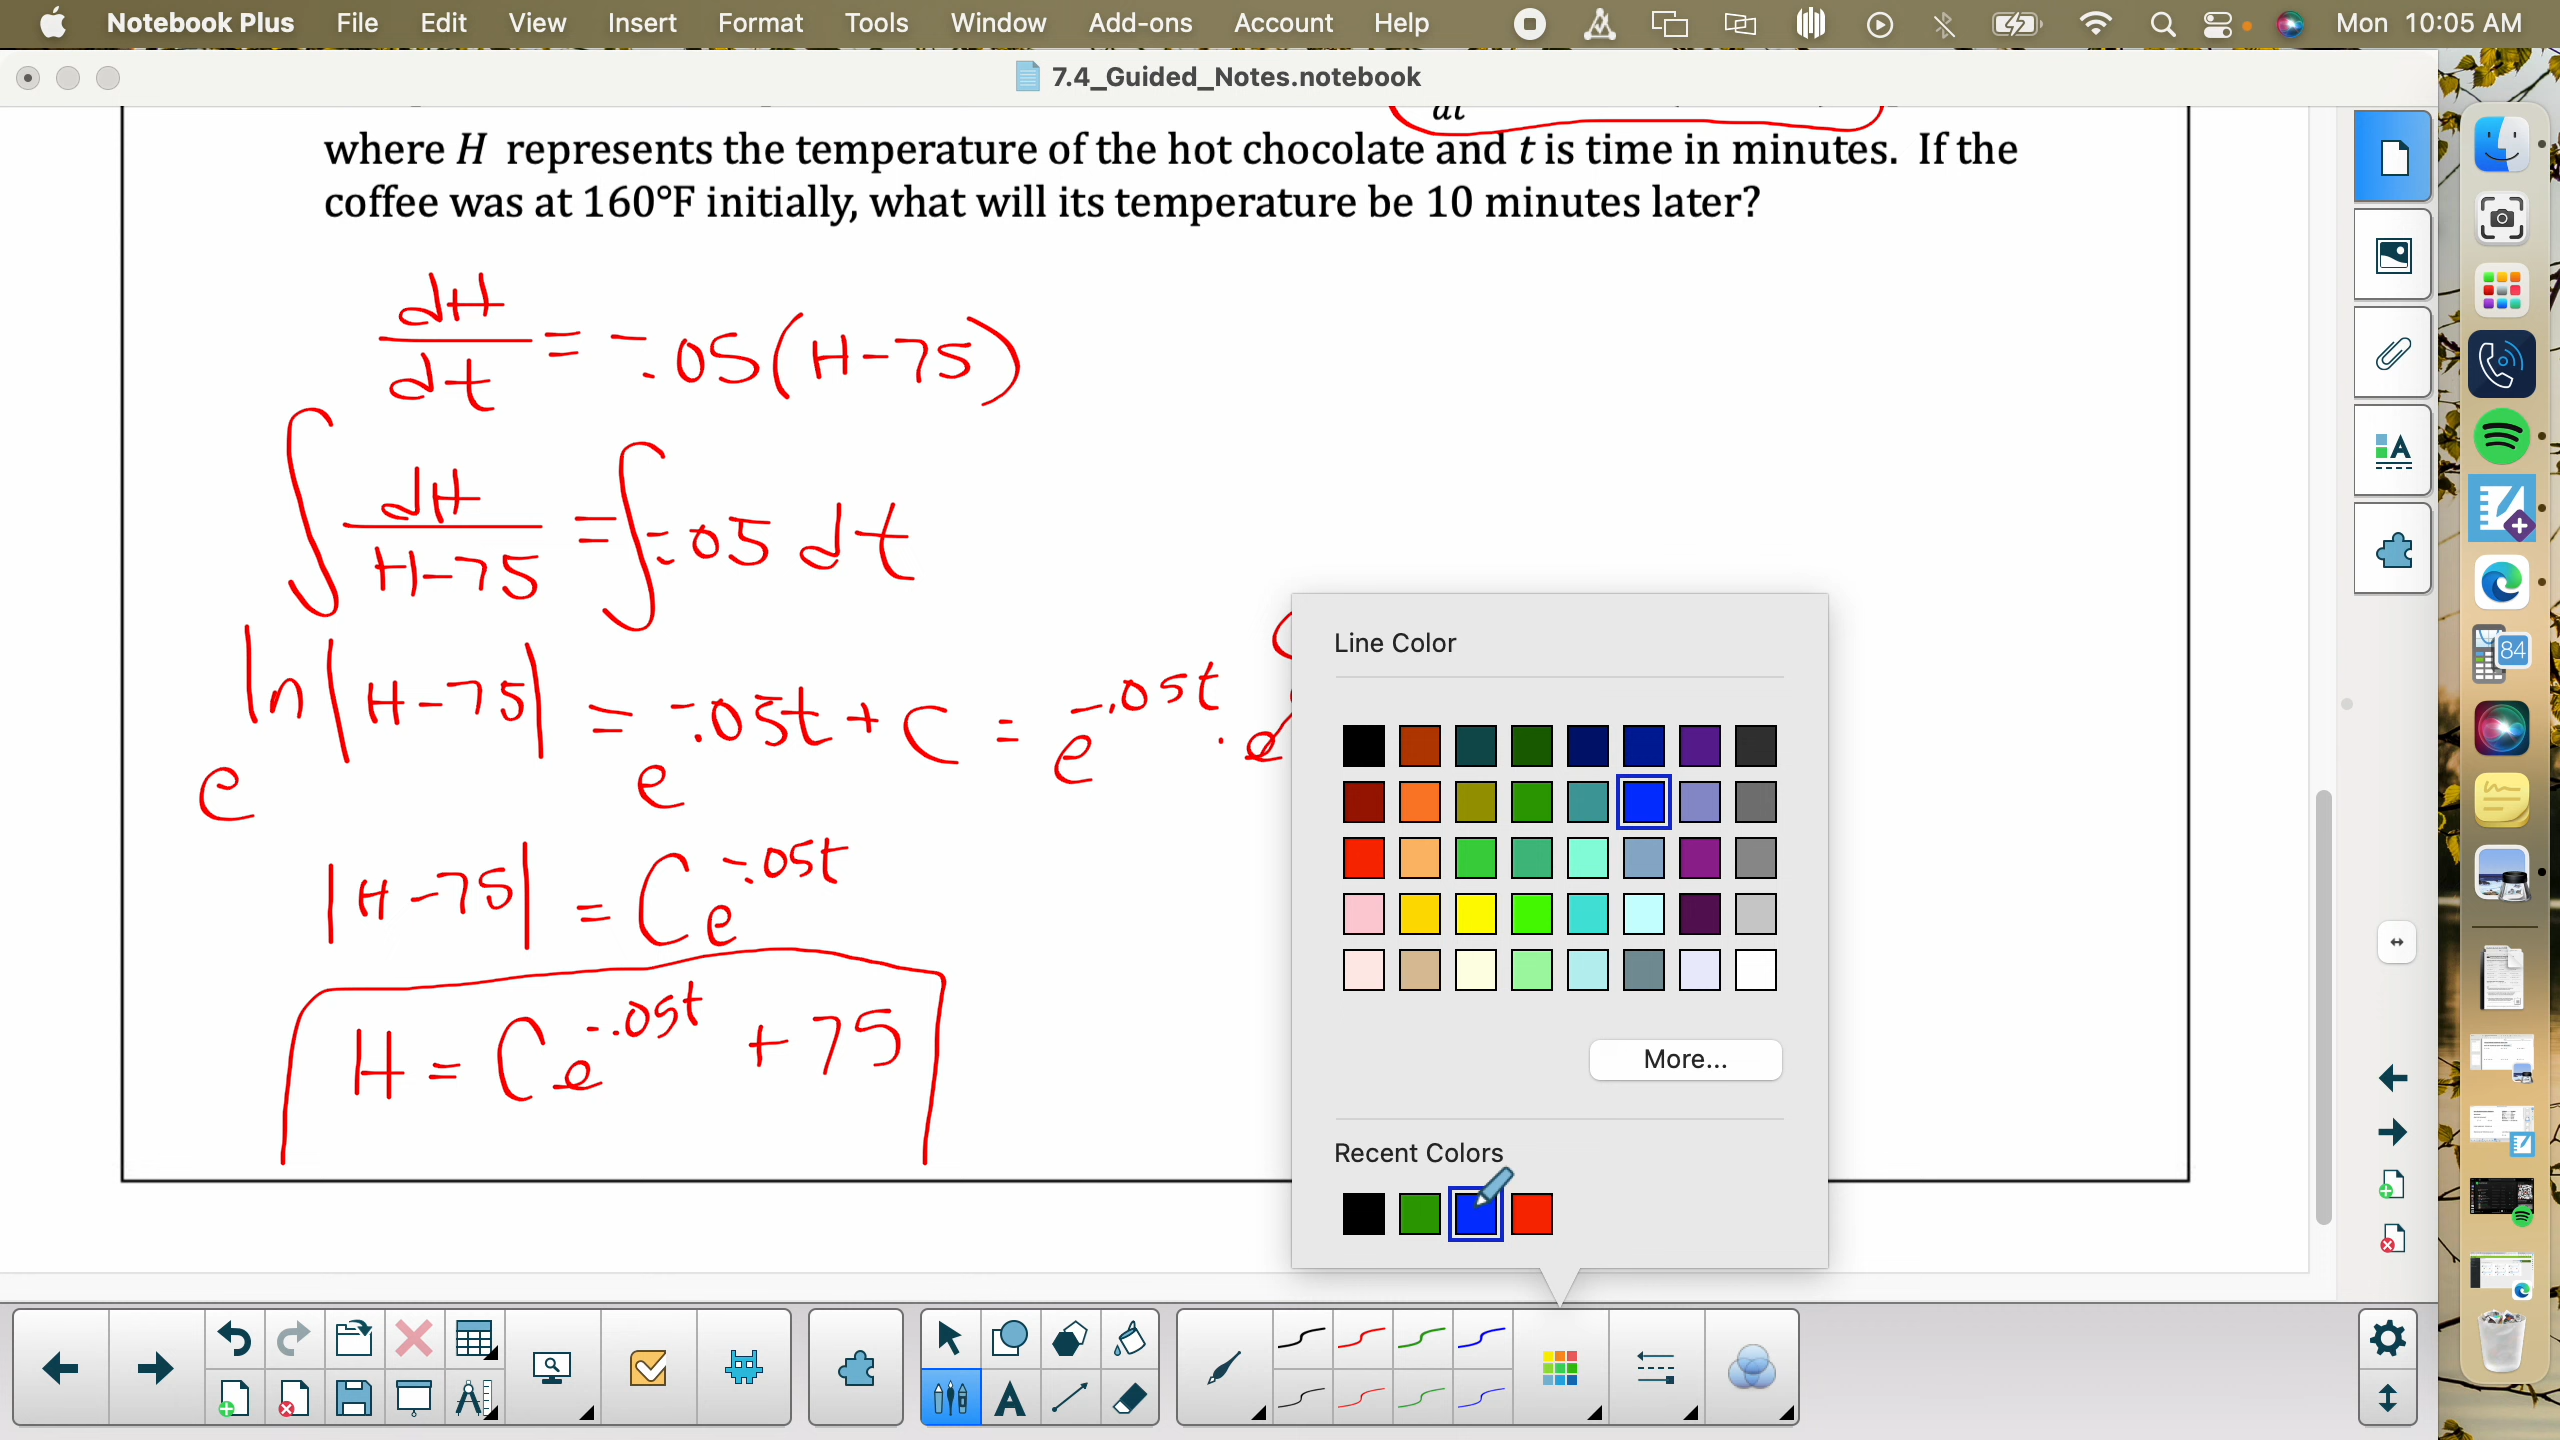 Notebook Plus File Edit View Insert Format Tools Window Add-ons Account Help Mon 10:05 AM
7.4_Guided_Notes.notebook
dt
where H represents the temperature of the hot chocolate and t is time in minutes. If the
coffee was at 160°F initially, what will its temperature be 10 minutes later?
dH/dt = -.05(H-75)
∫ dH/(H-75) = ∫ -.05 dt
e^ln|H-75| = e^-.05t+C = e^-.05t · e
|H-75| = Ce^-.05t
H = Ce^-.05t + 75
Line Color
More...
Recent Colors
84
A
A